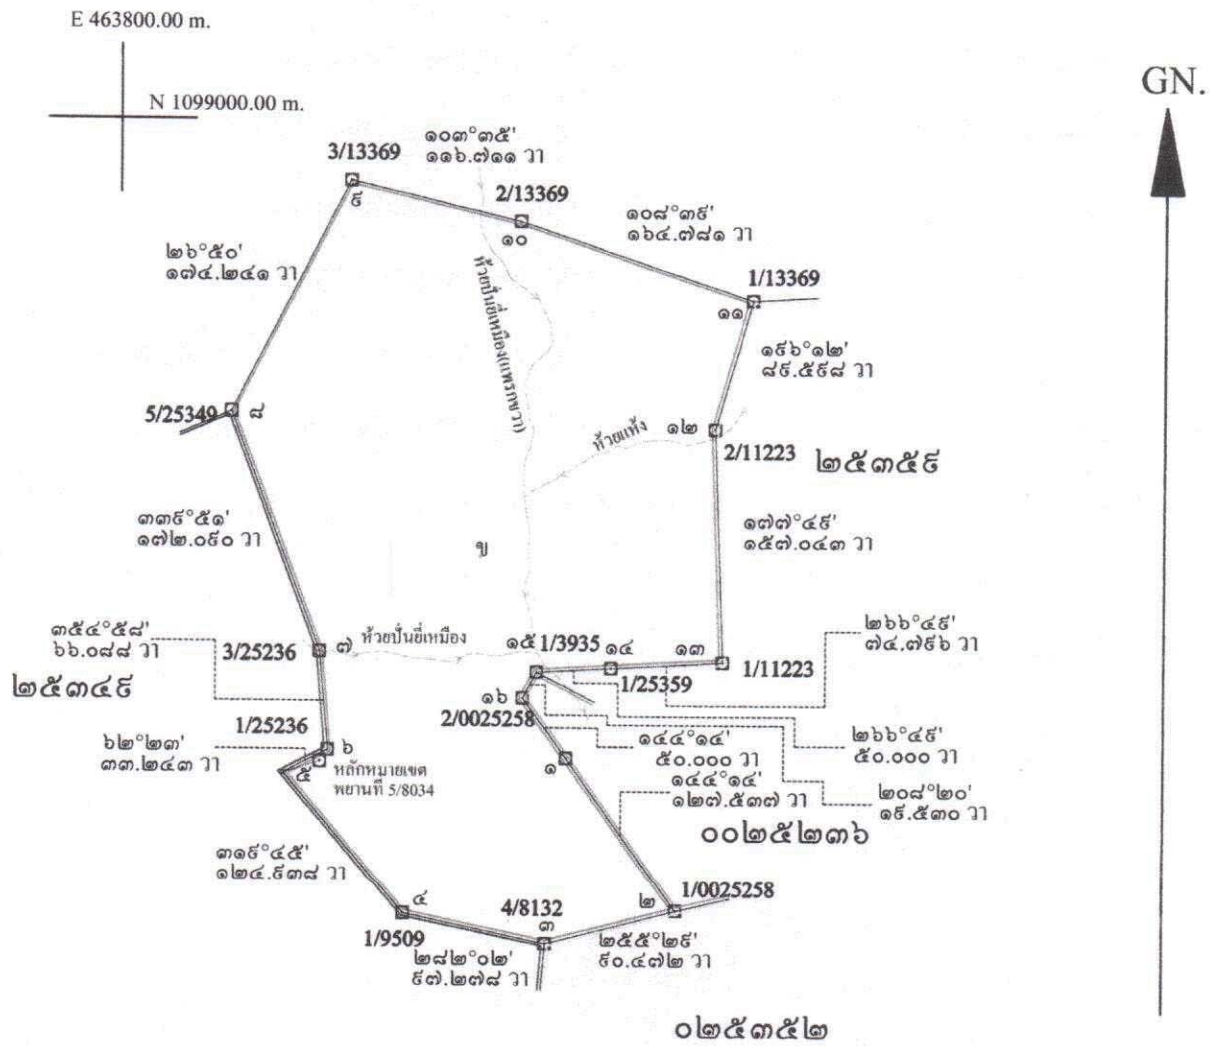 E 463800.00 m.
N 1099000.00 m.
GN.
๑๐๓°๓๕'
๑๑๖.๗๑๑ วา
3/13369
๙
2/13369
๑๐
๑๐๘°๓๙'
๑๖๔.๗๘๑ วา
๒๖°๕๐'
๑๗๔.๒๔๑ วา
1/13369
๑๑
ห้วยปั่นยี่เหมือง(แพรกขวา)
๑๙๖°๑๒'
๘๙.๕๙๘ วา
5/25349
๘
ห้วยแห้ง
๑๒
2/11223
๒๕๓๕๙
๓๓๙°๕๑'
๑๗๒.๐๙๐ วา
๑๗๗°๔๙'
๑๕๗.๐๔๓ วา
ข
๓๕๔°๕๘'
๖๖.๐๘๘ วา
3/25236
๗
ห้วยปั่นยี่เหมือง
๑๕
1/3935
๑๔
๑๓
๒๖๖°๔๙'
๗๔.๗๙๖ วา
1/11223
1/25359
๒๕๓๔๙
๑๖
2/0025258
1/25236
๖
๖๒°๒๓'
๓๓.๒๔๓ วา
๕
หลักหมายเขต
พยานที่ 5/8034
๑
๑๔๔°๑๔'
๕๐.๐๐๐ วา
๒๖๖°๔๙'
๕๐.๐๐๐ วา
๑๔๔°๑๔'
๑๒๗.๕๓๗ วา
๒๐๘°๒๐'
๑๙.๕๓๐ วา
๐๐๒๕๒๓๖
๓๑๙°๔๕'
๑๒๔.๙๓๘ วา
๔
1/9509
4/8132
๓
๒
1/0025258
๒๘๒°๐๒'
๙๗.๒๗๘ วา
๒๕๕°๒๙'
๙๐.๔๗๒ วา
๐๒๕๓๕๒